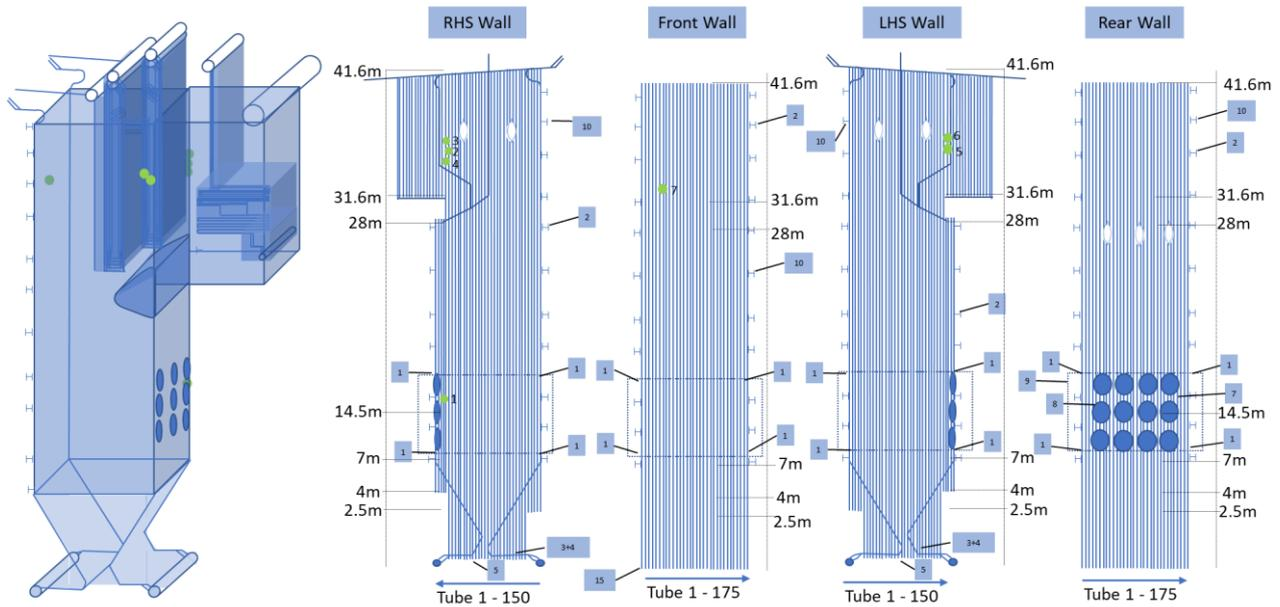 RHS Wall
Front Wall
LHS Wall
Rear Wall
41.6m
10
3
2
4
31.6m
28m
2
1
1
1
14.5m
1
1
7m
4m
2.5m
3+4
5
Tube 1 - 150
41.6m
2
7
31.6m
28m
10
1
1
1
1
7m
4m
2.5m
15
Tube 1 - 175
41.6m
10
6
5
31.6m
28m
2
1
1
1
1
7m
4m
2.5m
3+4
5
Tube 1 - 150
41.6m
10
2
31.6m
28m
1
1
9
7
8
14.5m
1
1
7m
4m
2.5m
Tube 1 - 175